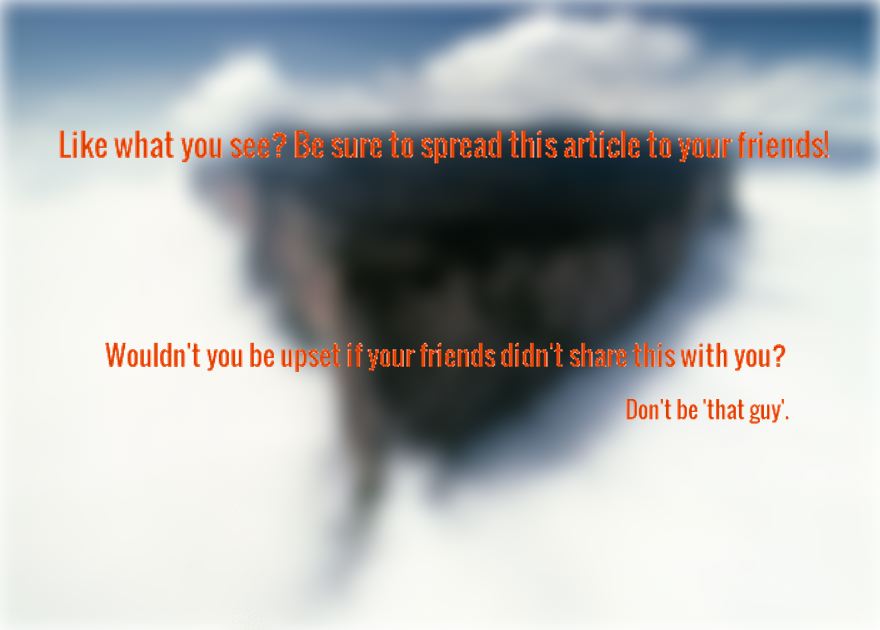 Like what you see? Be sure to spread this article to your friends!
Wouldn't you be upset if your friends didn't share this with you?
Don't be 'that guy'.